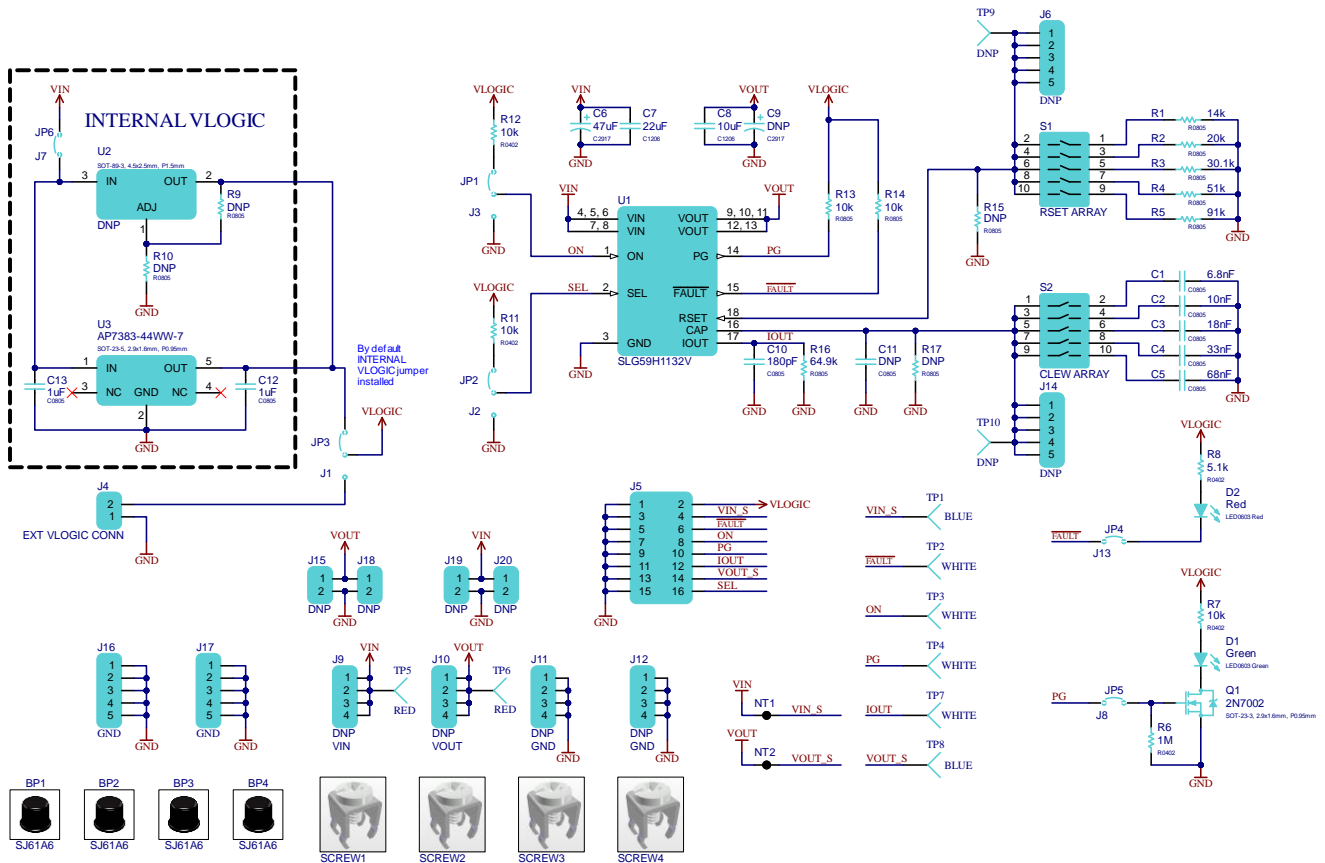 INTERNAL VLOGIC
VIN
JP6
J7
U2
SOT-89-3, 4.5x2.5mm, P1.5mm
3 IN OUT 2
ADJ
1
DNP
R9
DNP
R0805
R10
DNP
R0805
GND
U3
AP7383-44WW-7
SOT-23-5, 2.9x1.6mm, P0.95mm
1 IN OUT 5
3 NC GND NC 4
2
C13
1uF
C0805
C12
1uF
C0805
GND
By default
INTERNAL
VLOGIC jumper
installed
VLOGIC
JP3
J1
J4
2
1
EXT VLOGIC CONN
GND
VLOGIC
R12
10k
R0402
JP1
J3
GND
ON
VLOGIC
R11
10k
R0402
JP2
J2
GND
SEL
VIN
C6
47uF
C2917
C7
22uF
C1206
GND
VOUT
C8
10uF
C1206
C9
DNP
C2917
GND
VLOGIC
R13
10k
R0805
R14
10k
R0805
VIN
U1
VOUT
4, 5, 6 VIN VOUT 9, 10, 11
7, 8 VIN VOUT 12, 13
1 ON PG 14 PG
2 SEL FAULT 15 FAULT
RSET 18
CAP 16
3 GND IOUT 17 IOUT
SLG59H1132V
GND
C10
180pF
C0805
R16
64.9k
R0805
C11
DNP
C0805
R17
DNP
R0805
GND
GND
GND
GND
TP9
DNP
J6
1
2
3
4
5
DNP
S1
2 1
4 3
6 5
8 7
10 9
RSET ARRAY
R1 14k
R0805
R2 20k
R0805
R3 30.1k
R0805
R4 51k
R0805
R5 91k
R0805
GND
R15
DNP
R0805
GND
S2
1 2
3 4
5 6
7 8
9 10
CLEW ARRAY
C1 6.8nF
C0805
C2 10nF
C0805
C3 18nF
C0805
C4 33nF
C0805
C5 68nF
C0805
GND
J14
1
2
3
4
5
DNP
TP10
DNP
VLOGIC
R8
5.1k
R0402
D2
Red
LED0603 Red
FAULT
JP4
J13
VLOGIC
R7
10k
R0402
D1
Green
LED0603 Green
Q1
2N7002
SOT-23-3, 2.9x1.6mm, P0.95mm
PG
JP5
J8
R6
1M
R0402
GND
J5
1 2 VLOGIC
3 4 VIN_S
5 6 FAULT
7 8 ON
9 10 PG
11 12 IOUT
13 14 VOUT_S
15 16 SEL
GND
VIN_S TP1 BLUE
FAULT TP2 WHITE
ON TP3 WHITE
PG TP4 WHITE
IOUT TP7 WHITE
VOUT_S TP8 BLUE
VIN
NT1
VIN_S
VOUT
NT2
VOUT_S
VOUT
J15 J18
1 1
2 2
DNP DNP
GND
VIN
J19 J20
1 1
2 2
DNP DNP
GND
J16
1
2
3
4
5
GND GND
J17
1
2
3
4
5
GND GND
J9
VIN
1
2
3
4
TP5
RED
DNP
VIN
J10
VOUT
1
2
3
4
TP6
RED
DNP
VOUT
J11
1
2
3
4
DNP
GND
GND
J12
1
2
3
4
DNP
GND
GND
BP1 BP2 BP3 BP4
SJ61A6 SJ61A6 SJ61A6 SJ61A6
SCREW1 SCREW2 SCREW3 SCREW4